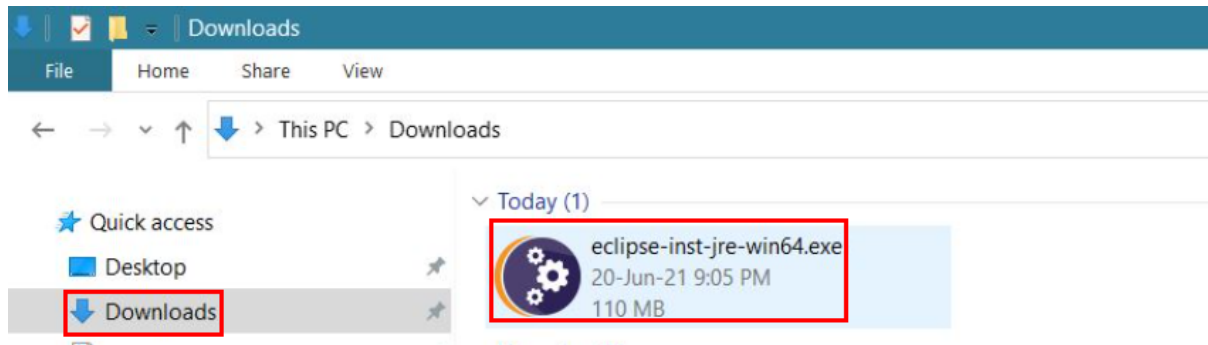 Downloads
File Home Share View
This PC > Downloads
Today (1)
Quick access
eclipse-inst-jre-win64.exe
Desktop
20-Jun-21 9:05 PM
Downloads
110 MB